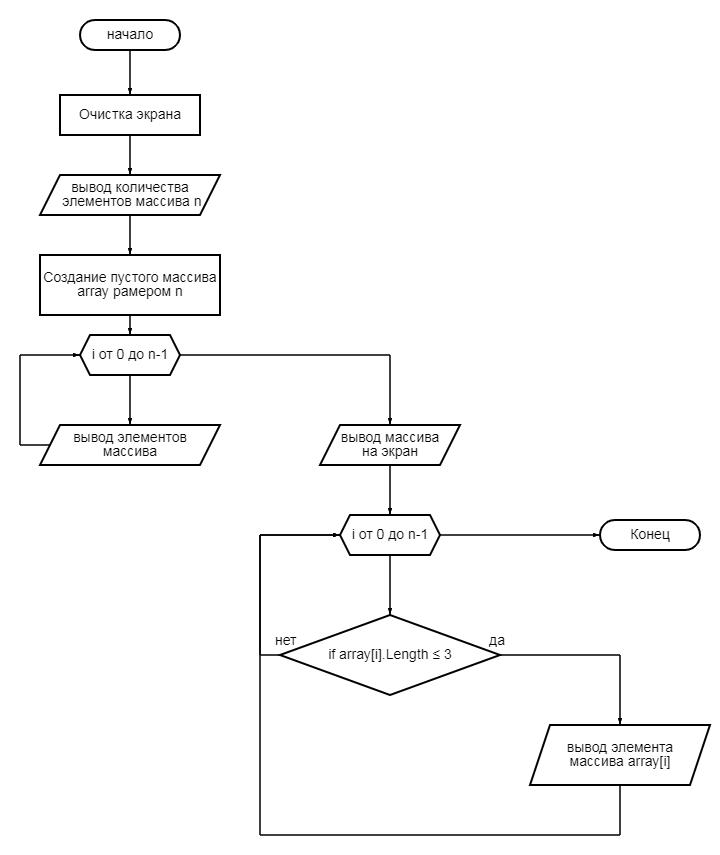 начало
Очистка экрана
вывод количества
элементов массива n
Создание пустого массива
array рамером n
i от 0 до n-1
вывод элементов
массива
вывод массива
на экран
i от 0 до n-1
Конец
нет
да
if array[i].Length ≤ 3
вывод элемента
массива array[i]